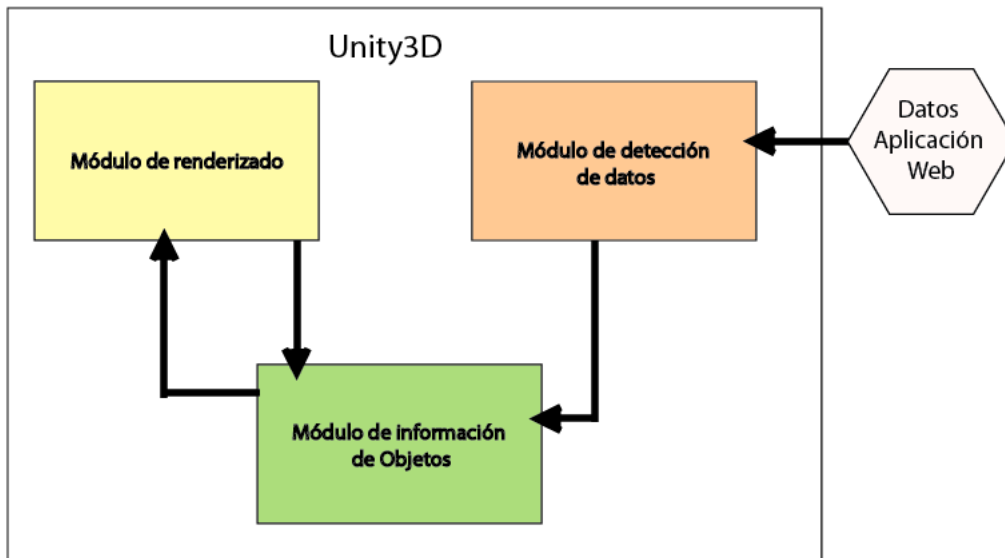 Unity3D
Módulo de renderizado
Módulo de detección
de datos
Datos
Aplicación
Web
Módulo de información
de Objetos